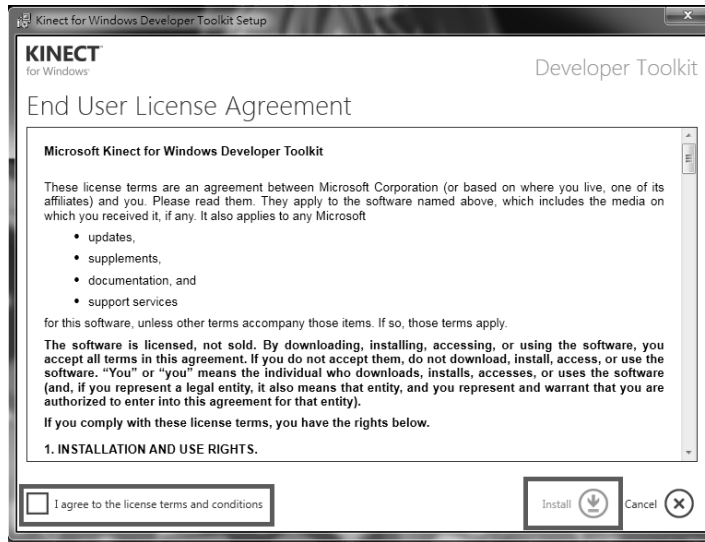 Kinect for Windows Developer Toolkit Setup
KINECT
for Windows
Developer Toolkit
End User License Agreement
Microsoft Kinect for Windows Developer Toolkit
These license terms are an agreement between Microsoft Corporation (or based on where you live, one of its
affiliates) and you. Please read them. They apply to the software named above, which includes the media on
which you received it, if any. It also applies to any Microsoft
• updates,
• supplements,
• documentation, and
• support services
for this software, unless other terms accompany those items. If so, those terms apply.
The software is licensed, not sold. By downloading, installing, accessing, or using the software, you
accept all terms in this agreement. If you do not accept them, do not download, install, access, or use the
software. “You” or “you” means the individual who downloads, installs, accesses, or uses the software
(and, if you represent a legal entity, it also means that entity, and you represent and warrant that you are
authorized to enter into this agreement for that entity).
If you comply with these license terms, you have the rights below.
1. INSTALLATION AND USE RIGHTS.
I agree to the license terms and conditions
Install
Cancel